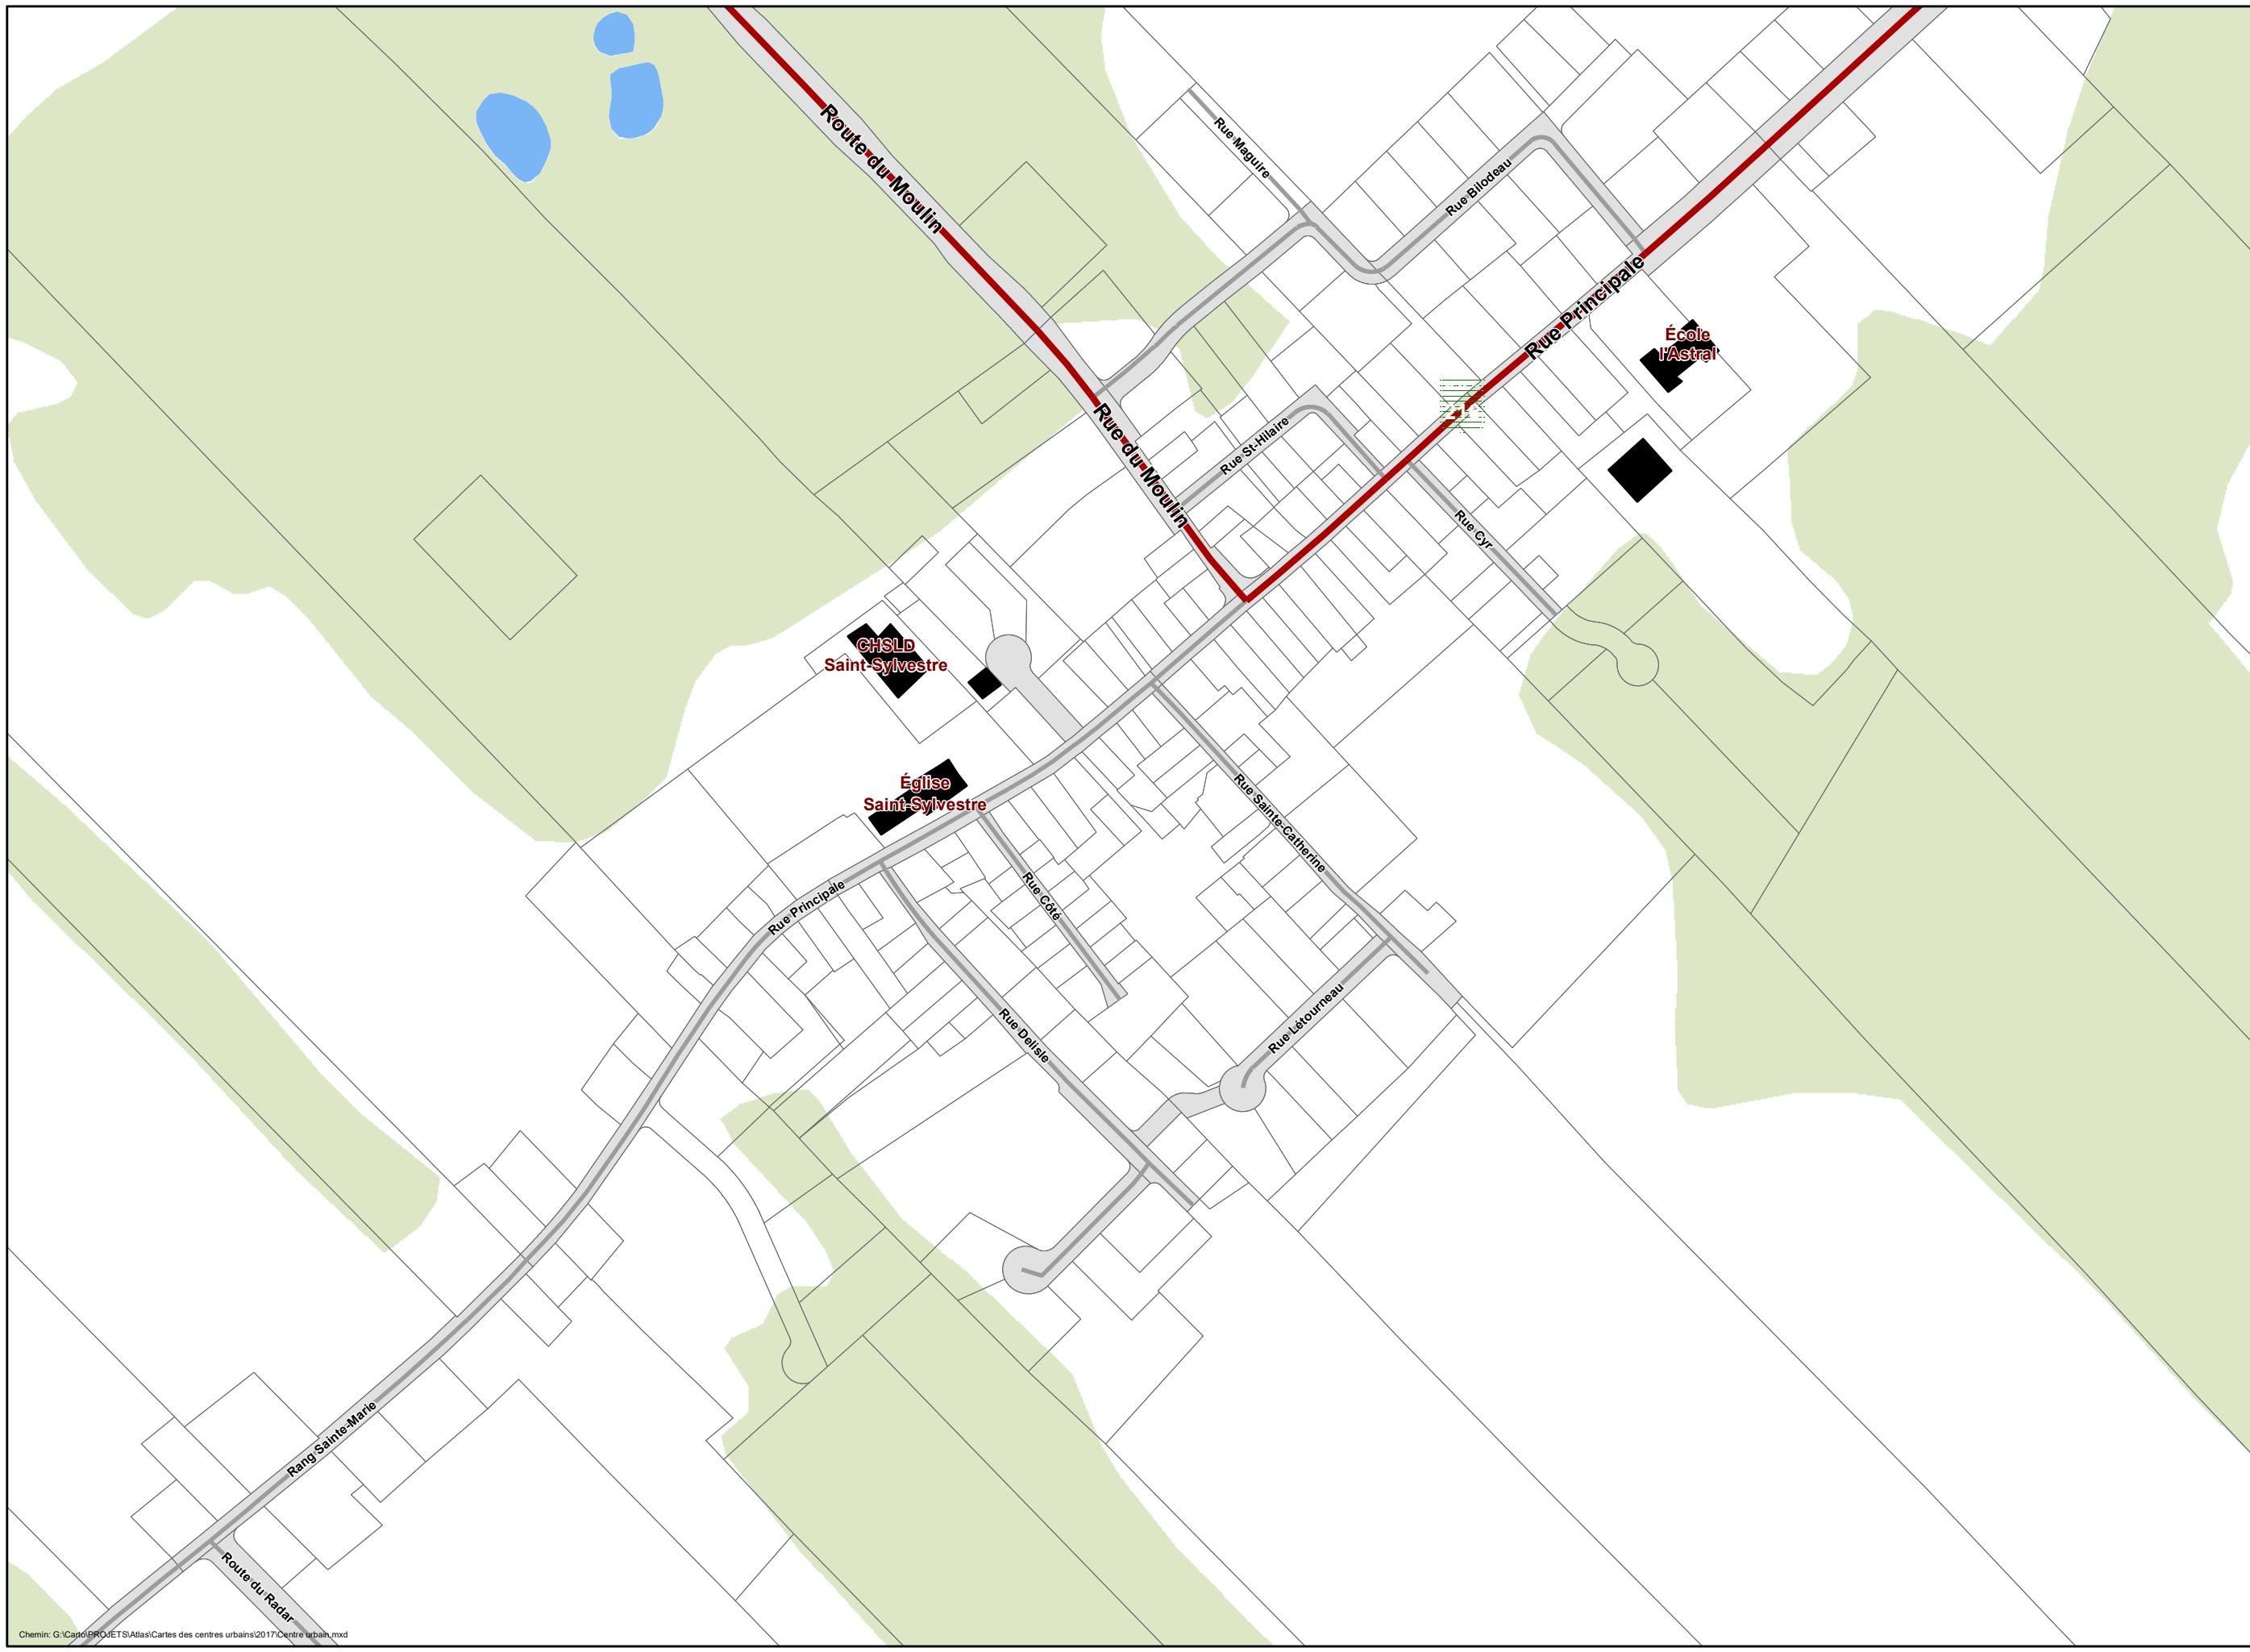 Route du Moulin
Rue Maguire
Rue Bilodeau
Rue Principale
École
l'Astral
Rue du Moulin
Rue St-Hilaire
Rue Cyr
CHSLD
Saint-Sylvestre
Église
Saint-Sylvestre
Rue Sainte-Catherine
Rue Principale
Rue Côté
Rue Delisle
Rue Létourneau
Rang Sainte-Marie
Route du Radar
Chemin: G:\Carto\PROJETS\Atlas\Cartes des centres urbains\2017\Centre urbain.mxd